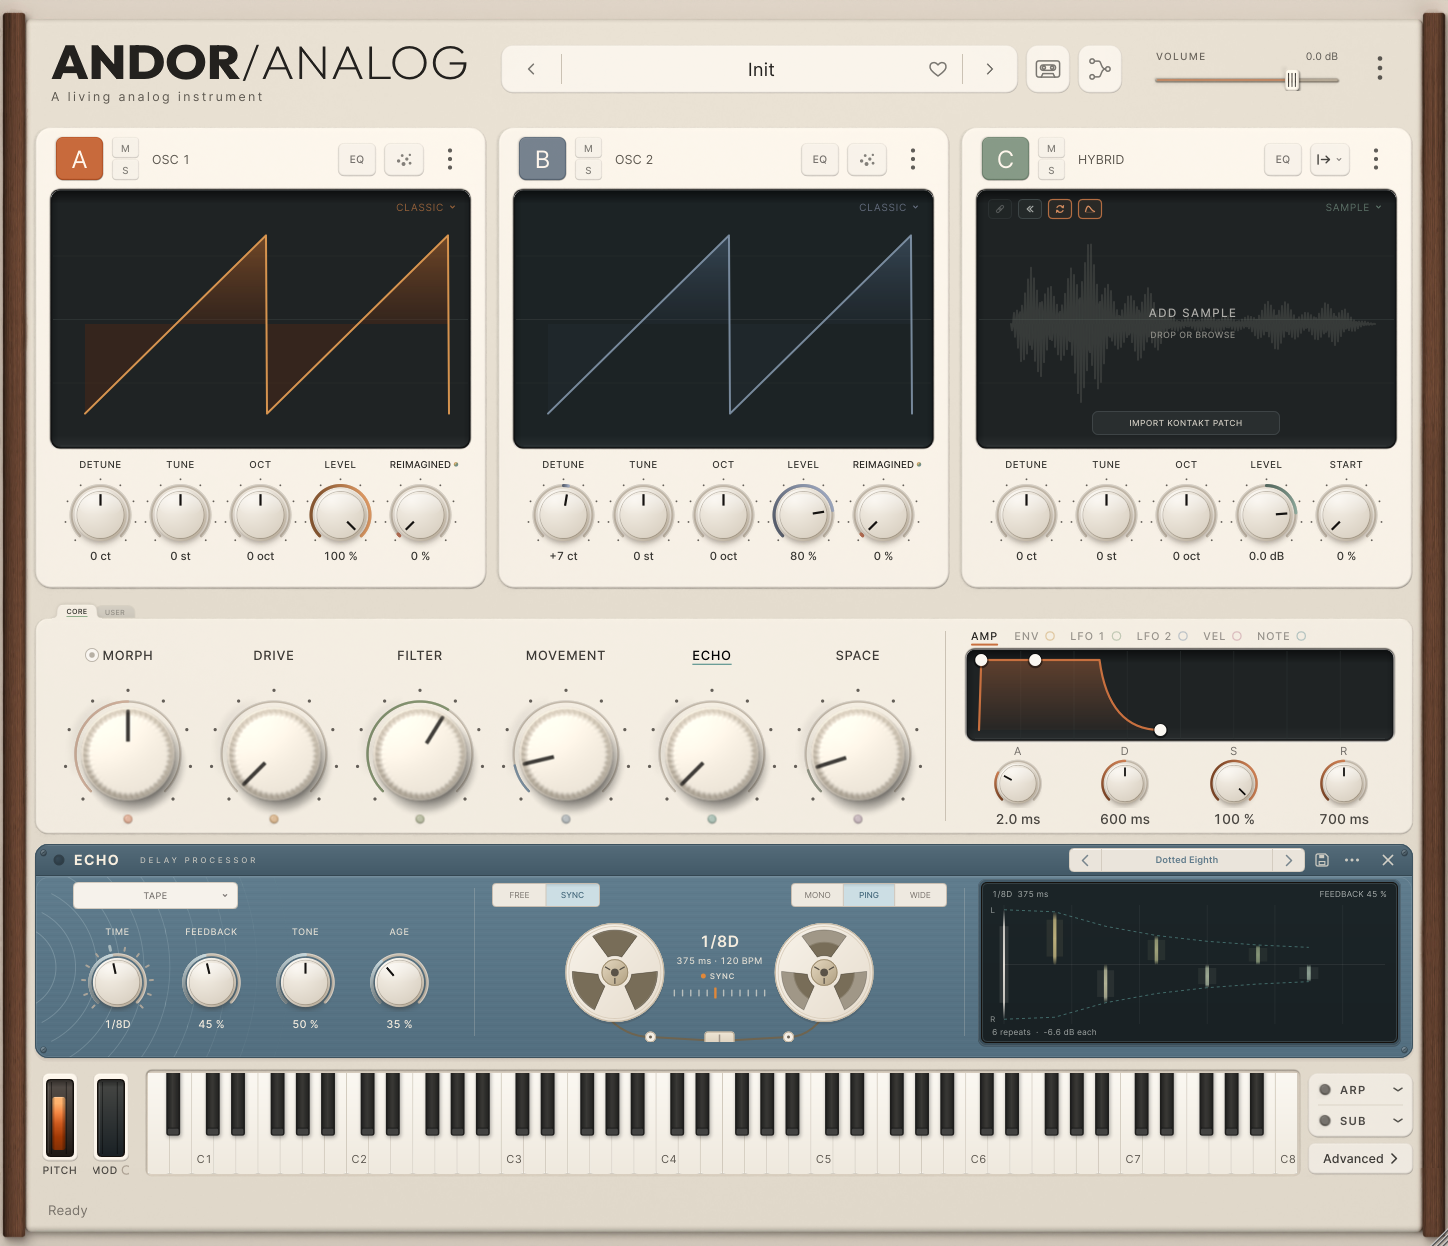 ANDOR/ANALOG
A living analog instrument
Init
VOLUME 0.0 dB
A M S OSC 1 EQ
B M S OSC 2 EQ
C M S HYBRID EQ
CLASSIC
CLASSIC
SAMPLE
ADD SAMPLE
DROP OR BROWSE
IMPORT KONTAKT PATCH
DETUNE TUNE OCT LEVEL REIMAGINED
0 ct 0 st 0 oct 100 % 0 %
DETUNE TUNE OCT LEVEL REIMAGINED
+7 ct 0 st 0 oct 80 % 0 %
DETUNE TUNE OCT LEVEL START
0 ct 0 st 0 oct 0.0 dB 0 %
CORE USER
MORPH DRIVE FILTER MOVEMENT ECHO SPACE
AMP ENV LFO 1 LFO 2 VEL NOTE
A D S R
2.0 ms 600 ms 100 % 700 ms
ECHO DELAY PROCESSOR
Dotted Eighth
TAPE
TIME FEEDBACK TONE AGE
1/8D 45 % 50 % 35 %
FREE SYNC
MONO PING WIDE
1/8D
375 ms · 120 BPM
SYNC
1/8D 375 ms FEEDBACK 45 %
L
R
6 repeats · -6.6 dB each
PITCH MOD
C1 C2 C3 C4 C5 C6 C7 C8
ARP
SUB
Advanced
Ready